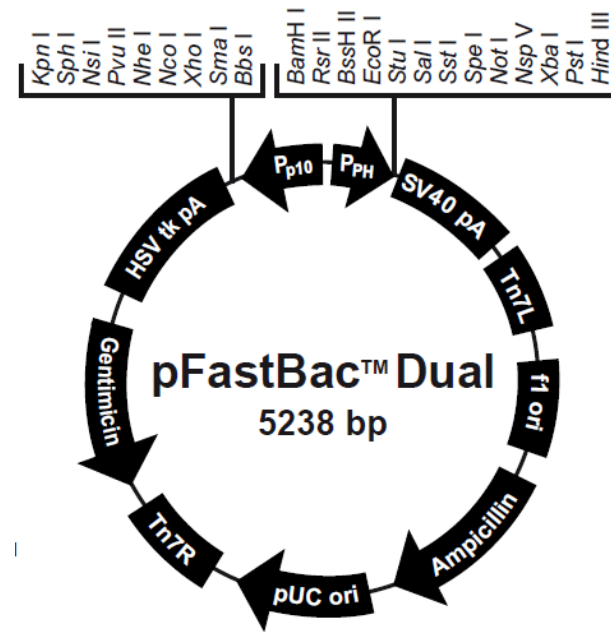 Kpn I
Sph I
Nsi I
Pvu II
Nhe I
Nco I
Xho I
Sma I
Bbs I
BamH I
Rsr II
BssH II
EcoR I
Stu I
Sal I
Sst I
Spe I
Not I
Nsp V
Xba I
Pst I
Hind III
Pp10
PPH
HSV tk pA
SV40 pA
Tn7L
Gentimicin
pFastBac™ Dual
5238 bp
f1 ori
Ampicillin
Tn7R
pUC ori